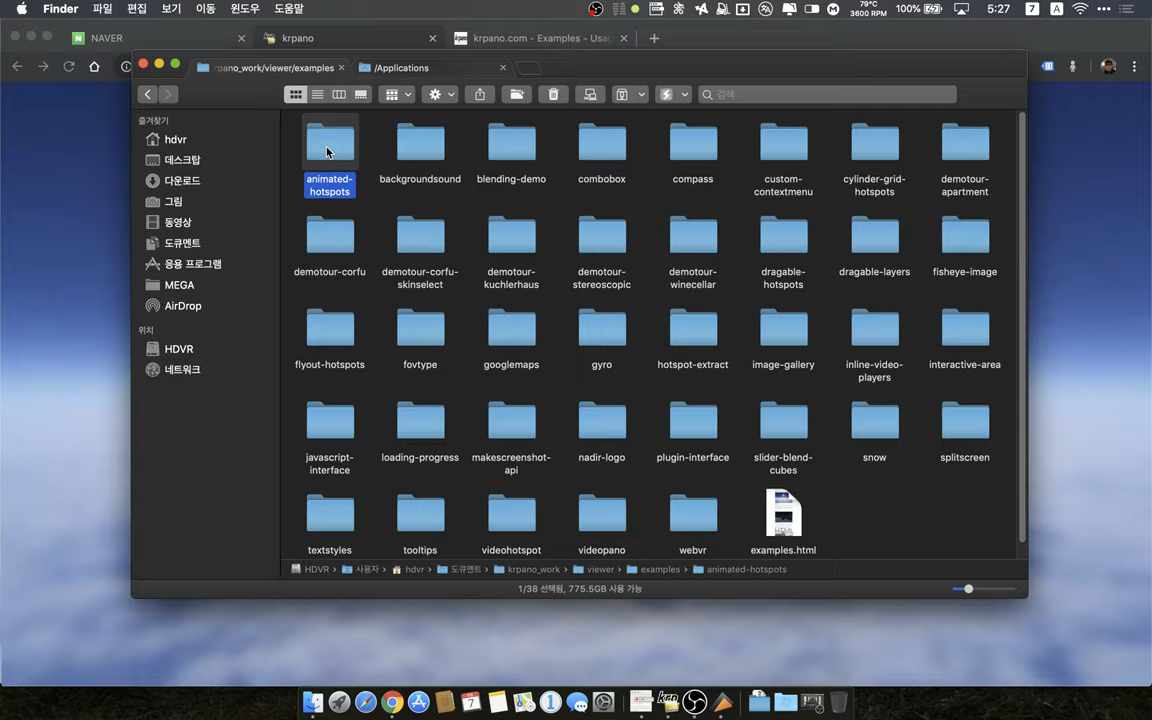 Finder 파일 편집 보기 이동 윈도우 도움말 79°C 3600 RPM 100% 5:27 7 A
NAVER krpano krpano.com - Examples - Usag
rpano_work/viewer/examples /Applications
검색
즐겨찾기
hdvr
데스크탑
다운로드
그림
동영상
도큐멘트
응용 프로그램
MEGA
AirDrop
위치
HDVR
네트워크
animated-hotspots backgroundsound blending-demo combobox compass custom-contextmenu cylinder-grid-hotspots demotour-apartment
demotour-corfu demotour-corfu-skinselect demotour-kuchlerhaus demotour-stereoscopic demotour-winecellar dragable-hotspots dragable-layers fisheye-image
flyout-hotspots fovtype googlemaps gyro hotspot-extract image-gallery inline-video-players interactive-area
javascript-interface loading-progress makescreenshot-api nadir-logo plugin-interface slider-blend-cubes snow splitscreen
textstyles tooltips videohotspot videopano webvr examples.html
HDVR › 사용자 › hdvr › 도큐멘트 › krpano_work › viewer › examples › animated-hotspots
1/38 선택됨, 775.5GB 사용 가능